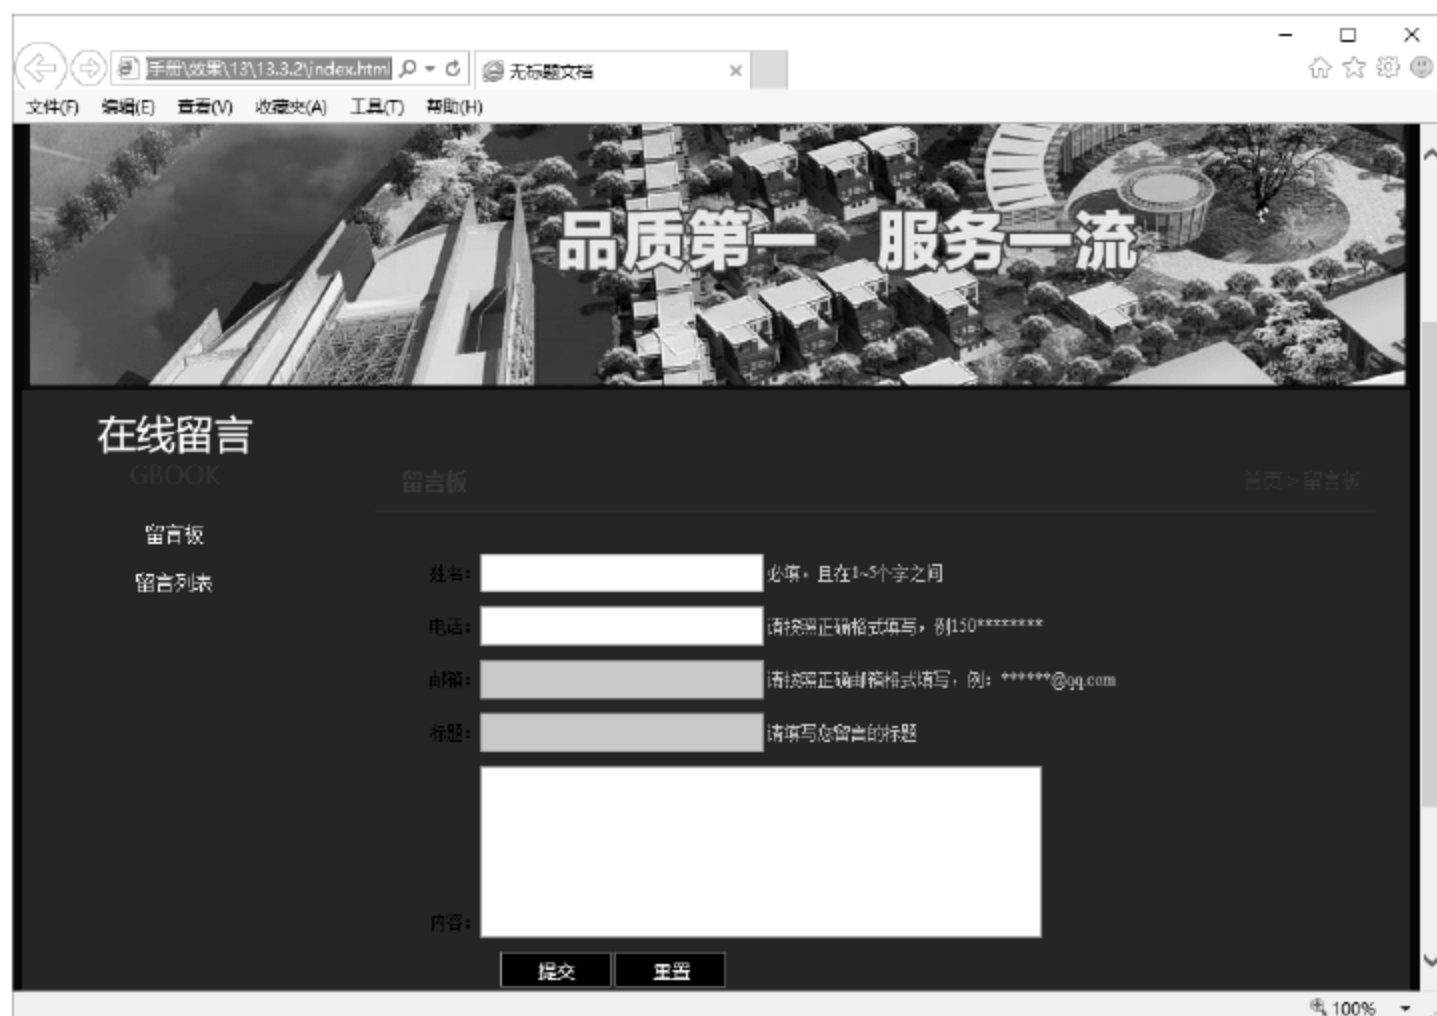 手册\效果\13\13.3.2\index.html
无标题文档
文件(F) 编辑(E) 查看(V) 收藏夹(A) 工具(T) 帮助(H)
品质第一 服务一流
在线留言
GBOOK
留言板
首页 > 留言板
留言板
留言列表
姓名: 必填,且在1~5个字之间
电话: 请按照正确格式填写,例150********
邮箱: 请按照正确邮箱格式填写,例:******@qq.com
标题: 请填写您留言的标题
内容:
提交 重置
100%